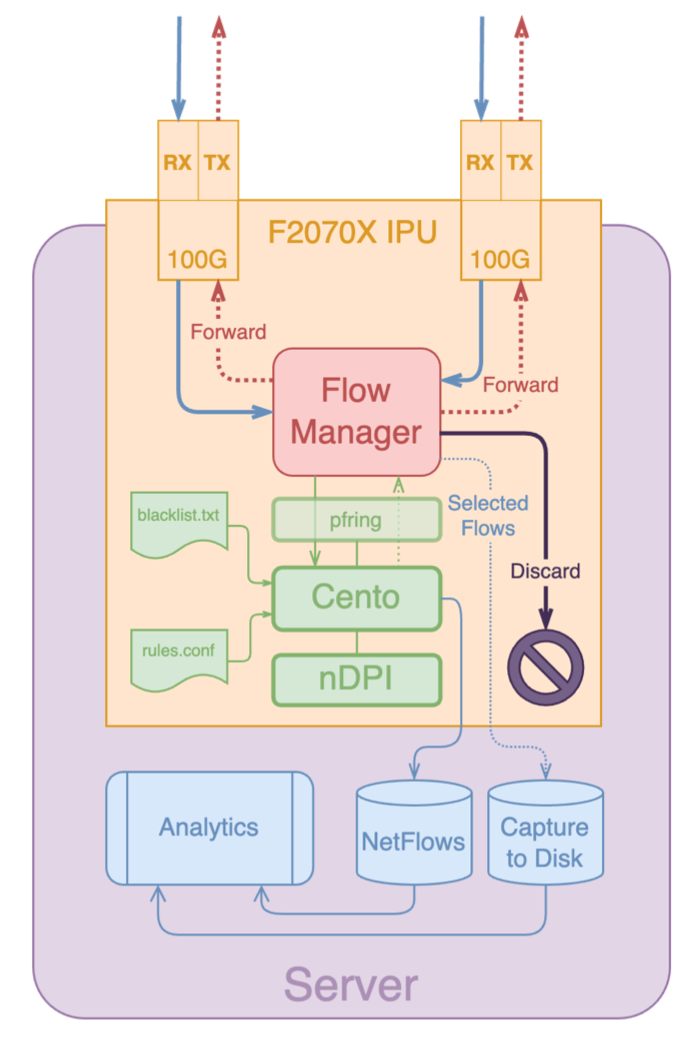 RX TX
RX TX
F2070X IPU
100G
100G
Forward
Forward
Flow
Manager
blacklist.txt
pfring
Selected
Flows
Cento
Discard
rules.conf
nDPI
Analytics
NetFlows
Capture
to Disk
Server